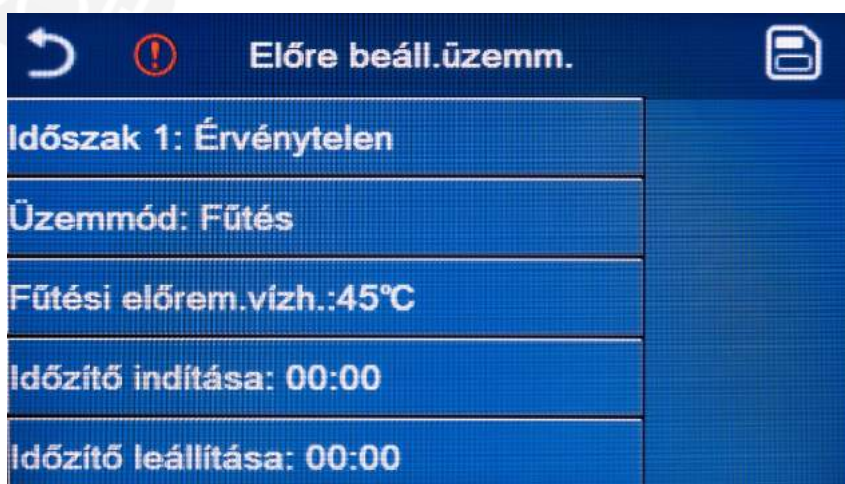 Előre beáll.üzemm.
Időszak 1: Érvénytelen
Üzemmód: Fűtés
Fűtési előrem.vízh.:45℃
Időzítő indítása: 00:00
Időzítő leállítása: 00:00